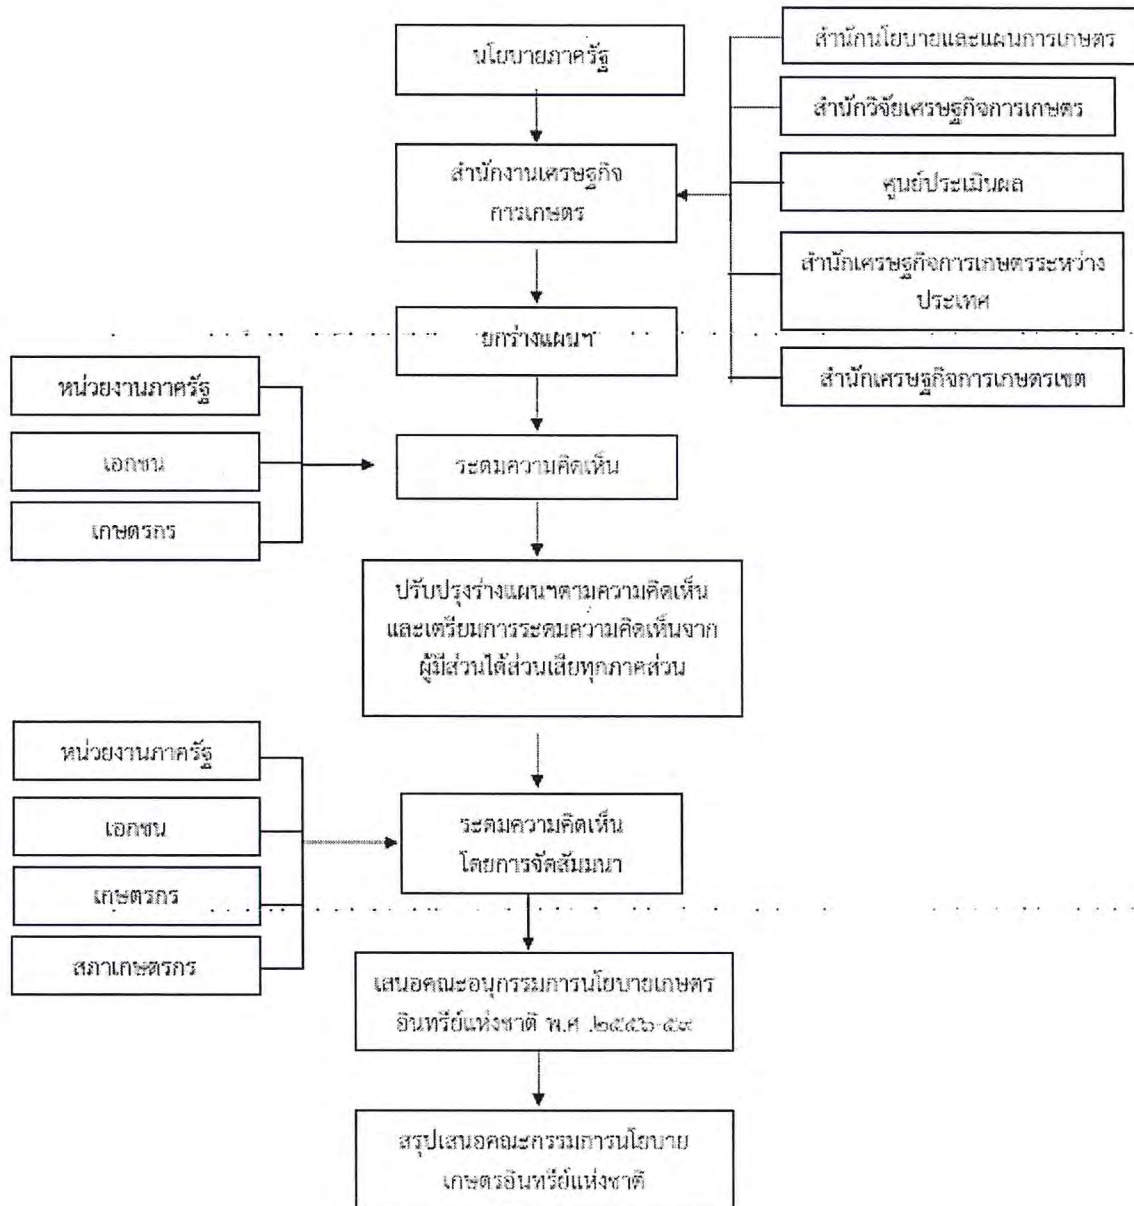 นโยบายภาครัฐ
สำนักนโยบายและแผนการเกษตร
สำนักวิจัยเศรษฐกิจการเกษตร
สำนักงานเศรษฐกิจ
การเกษตร
ศูนย์ประเมินผล
สำนักเศรษฐกิจการเกษตรระหว่าง
ประเทศ
ยกร่างแผนฯ
สำนักเศรษฐกิจการเกษตรเขต
หน่วยงานภาครัฐ
เอกชน
เกษตรกร
ระดมความคิดเห็น
ปรับปรุงร่างแผนฯตามความคิดเห็น
และเตรียมการระดมความคิดเห็นจาก
ผู้มีส่วนได้ส่วนเสียทุกภาคส่วน
หน่วยงานภาครัฐ
เอกชน
เกษตรกร
สภาเกษตรกร
ระดมความคิดเห็น
โดยการจัดสัมมนา
เสนอคณะอนุกรรมการนโยบายเกษตร
อินทรีย์แห่งชาติ พ.ศ .๒๕๕๖-๕๙
สรุปเสนอคณะกรรมการนโยบาย
เกษตรอินทรีย์แห่งชาติ